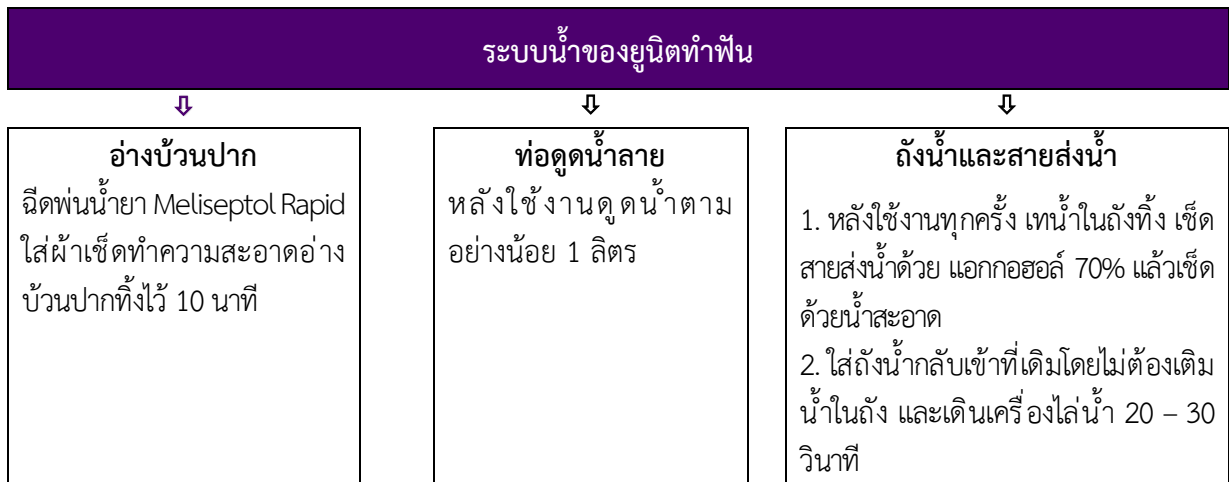 ระบบน้ำของยูนิตทำฟัน
อ่างบ้วนปาก
ฉีดพ่นน้ำยา Meliseptol Rapid
ใส่ผ้าเช็ดทำความสะอาดอ่าง
บ้วนปากทิ้งไว้ 10 นาที
ท่อดูดน้ำลาย
หลังใช้งานดูดน้ำตาม
อย่างน้อย 1 ลิตร
ถังน้ำและสายส่งน้ำ
1. หลังใช้งานทุกครั้ง เทน้ำในถังทิ้ง เช็ด
สายส่งน้ำด้วย แอกกอฮอล์ 70% แล้วเช็ด
ด้วยน้ำสะอาด
2. ใส่ถังน้ำกลับเข้าที่เดิมโดยไม่ต้องเติม
น้ำในถัง และเดินเครื่องไล่น้ำ 20 – 30
วินาที